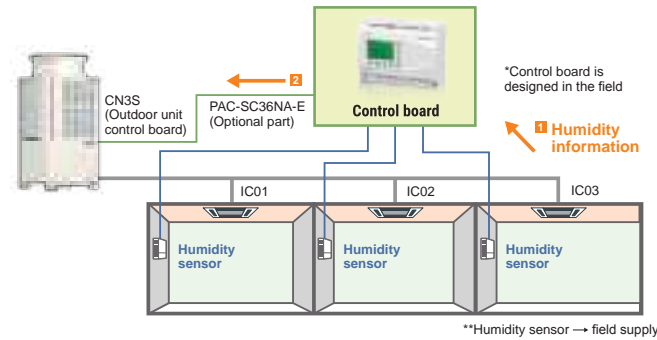 2
CN3S
(Outdoor unit
control board)
PAC-SC36NA-E
(Optional part)
Control board
*Control board is
designed in the field
1 Humidity
information
IC01
IC02
IC03
Humidity
sensor
Humidity
sensor
Humidity
sensor
**Humidity sensor → field supply